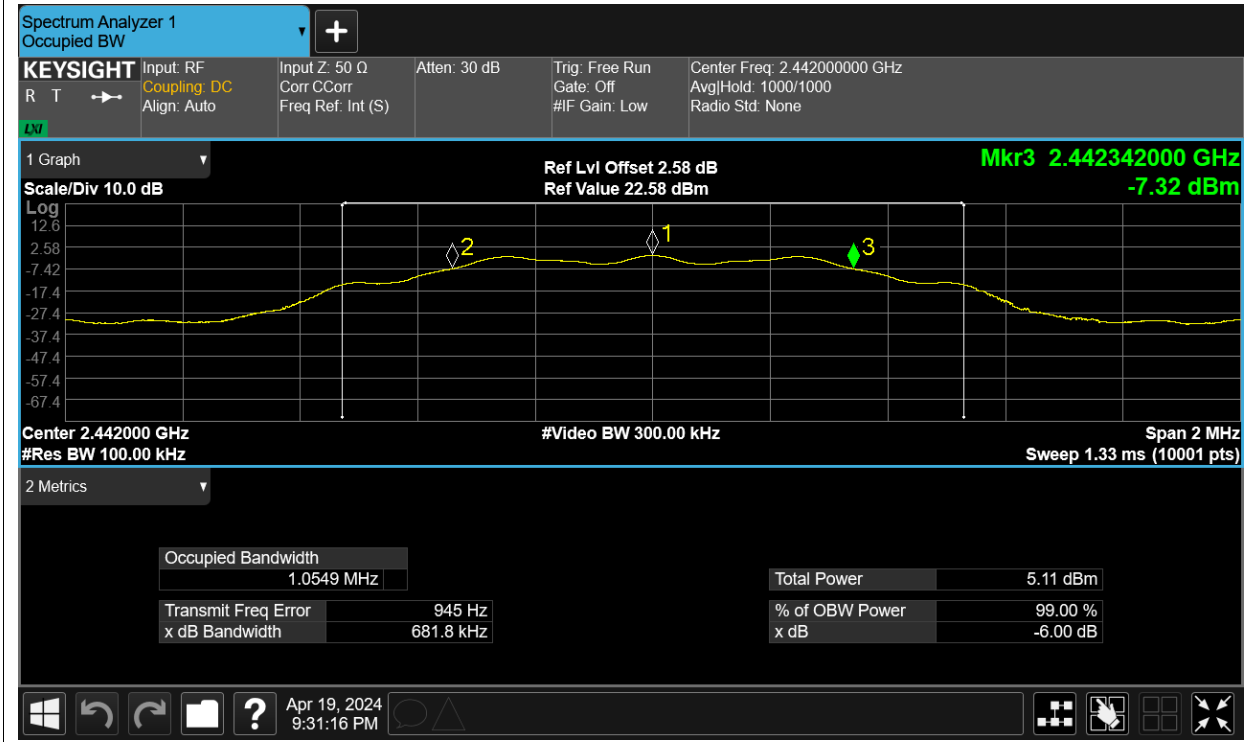 Spectrum Analyzer 1
Occupied BW
KEYSIGHT
R T
LXI
Input: RF
Coupling: DC
Align: Auto
Input Z: 50 Ω
Corr CCorr
Freq Ref: Int (S)
Atten: 30 dB
Trig: Free Run
Gate: Off
#IF Gain: Low
Center Freq: 2.442000000 GHz
Avg|Hold: 1000/1000
Radio Std: None
1 Graph
Scale/Div 10.0 dB
Ref Lvl Offset 2.58 dB
Ref Value 22.58 dBm
Mkr3 2.442342000 GHz
-7.32 dBm
Log
12.6
2.58
-7.42
-17.4
-27.4
-37.4
-47.4
-57.4
-67.4
2
1
3
Center 2.442000 GHz
#Res BW 100.00 kHz
#Video BW 300.00 kHz
Span 2 MHz
Sweep 1.33 ms (10001 pts)
2 Metrics
Occupied Bandwidth
1.0549 MHz
Total Power 5.11 dBm
Transmit Freq Error 945 Hz
% of OBW Power 99.00 %
x dB Bandwidth 681.8 kHz
x dB -6.00 dB
?
Apr 19, 2024
9:31:16 PM